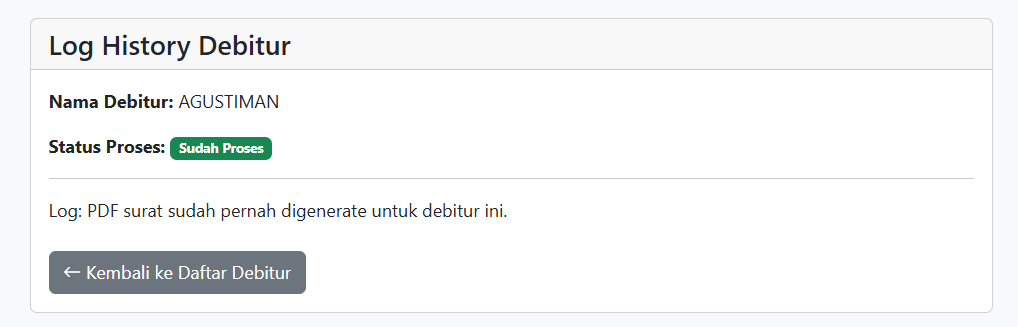 Log History Debitur
Nama Debitur: AGUSTIMAN
Status Proses: Sudah Proses
Log: PDF surat sudah pernah digenerate untuk debitur ini.
← Kembali ke Daftar Debitur